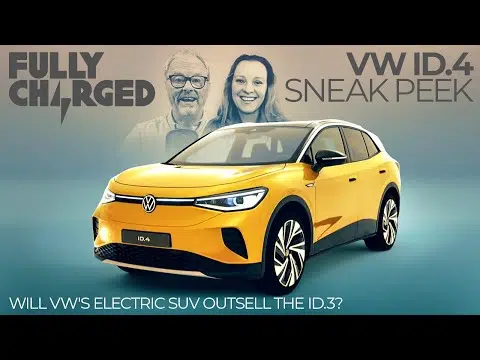 FULLY
CHARGED
VW ID.4
SNEAK PEEK
ID.4
WILL VW'S ELECTRIC SUV OUTSELL THE ID.3?